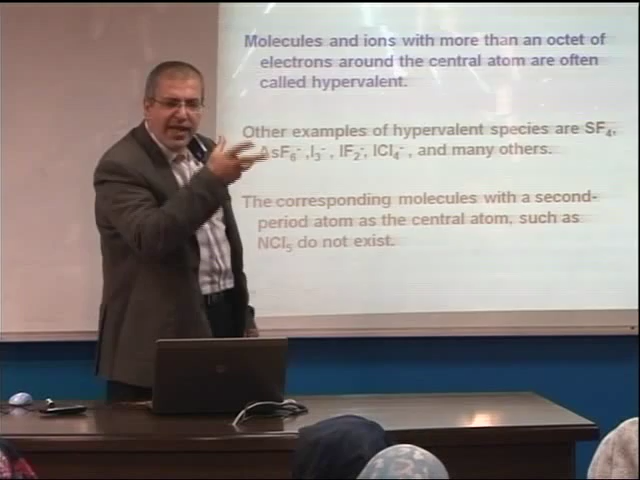 Molecules and ions with more than an octet of
electrons around the central atom are often
called hypervalent.
Other examples of hypervalent species are SF₄,
AsF₆⁻ ,I₃⁻ , IF₂⁻, ICl₄⁻ , and many others.
The corresponding molecules with a second-
period atom as the central atom, such as
NCl₅ do not exist.